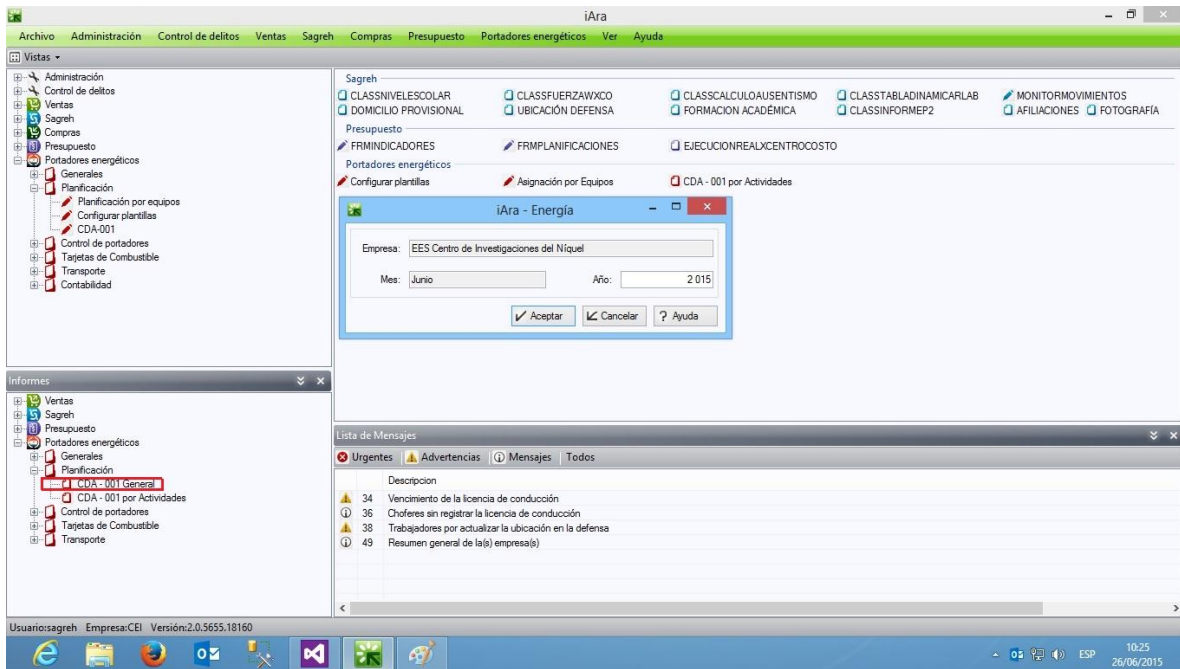 iAra
Archivo Administración Control de delitos Ventas Sagreh Compras Presupuesto Portadores energéticos Ver Ayuda
Vistas
Administración
Control de delitos
Ventas
Sagreh
Compras
Presupuesto
Portadores energéticos
Generales
Planificación
Planificación por equipos
Configurar plantillas
CDA-001
Control de portadores
Tarjetas de Combustible
Transporte
Contabilidad
Sagreh
CLASSNIVELESCOLAR CLASSFUERZAWXCO CLASSCALCULOAUSENTISMO CLASSTABLADINAMICARLAB MONITORMOVIMIENTOS
DOMICILIO PROVISIONAL UBICACIÓN DEFENSA FORMACION ACADÉMICA CLASSINFORMEP2 AFILIACIONES FOTOGRAFÍA
Presupuesto
FRMINDICADORES FRMPLANIFICACIONES EJECUCIONREALXCENTROCOSTO
Portadores energéticos
Configurar plantillas Asignación por Equipos CDA - 001 por Actividades
iAra - Energía
Empresa: EES Centro de Investigaciones del Níquel
Mes: Junio Año: 2 015
Aceptar Cancelar ? Ayuda
Informes
Ventas
Sagreh
Presupuesto
Portadores energéticos
Generales
Planificación
CDA - 001 General
CDA - 001 por Actividades
Control de portadores
Tarjetas de Combustible
Transporte
Lista de Mensajes
Urgentes Advertencias Mensajes Todos
Descripcion
34 Vencimiento de la licencia de conducción
36 Choferes sin registrar la licencia de conducción
38 Trabajadores por actualizar la ubicación en la defensa
49 Resumen general de la(s) empresa(s)
Usuario:sagreh Empresa:CEI Versión:2.0.5655.18160
ESP 10:25
26/06/2015